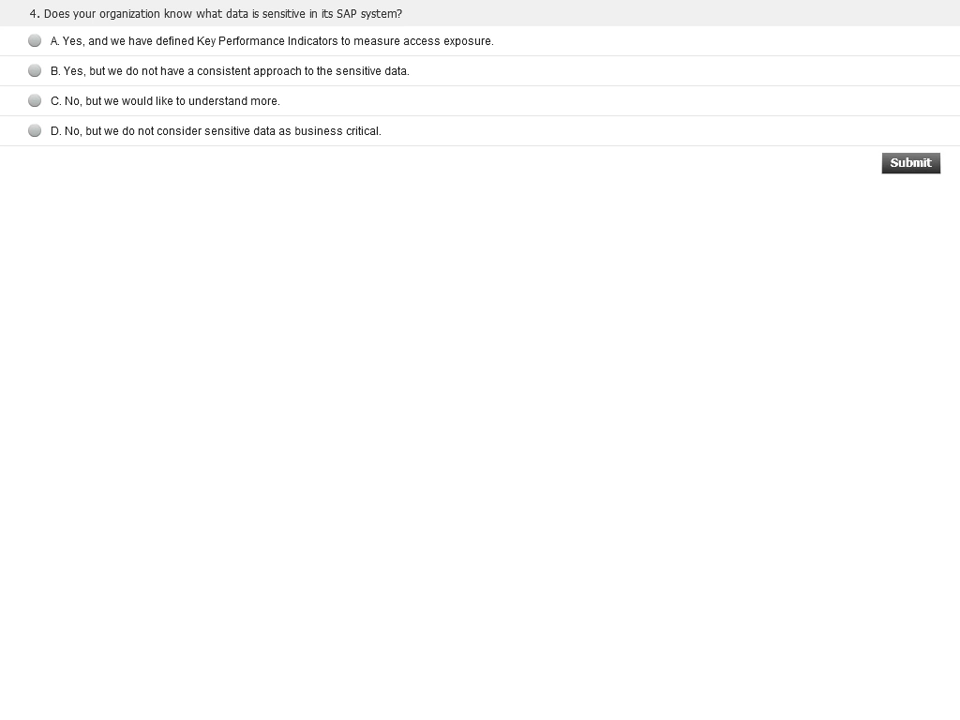 4. Does your organization know what data is sensitive in its SAP system?
A. Yes, and we have defined Key Performance Indicators to measure access exposure.
B. Yes, but we do not have a consistent approach to the sensitive data.
C. No, but we would like to understand more.
D. No, but we do not consider sensitive data as business critical.
Submit